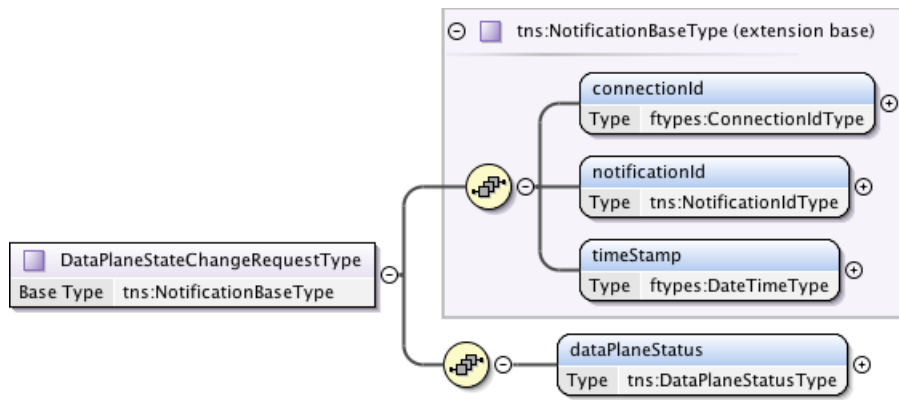 tns:NotificationBaseType (extension base)
connectionId
Type ftypes:ConnectionIdType
notificationId
Type tns:NotificationIdType
timeStamp
Type ftypes:DateTimeType
DataPlaneStateChangeRequestType
Base Type tns:NotificationBaseType
dataPlaneStatus
Type tns:DataPlaneStatusType